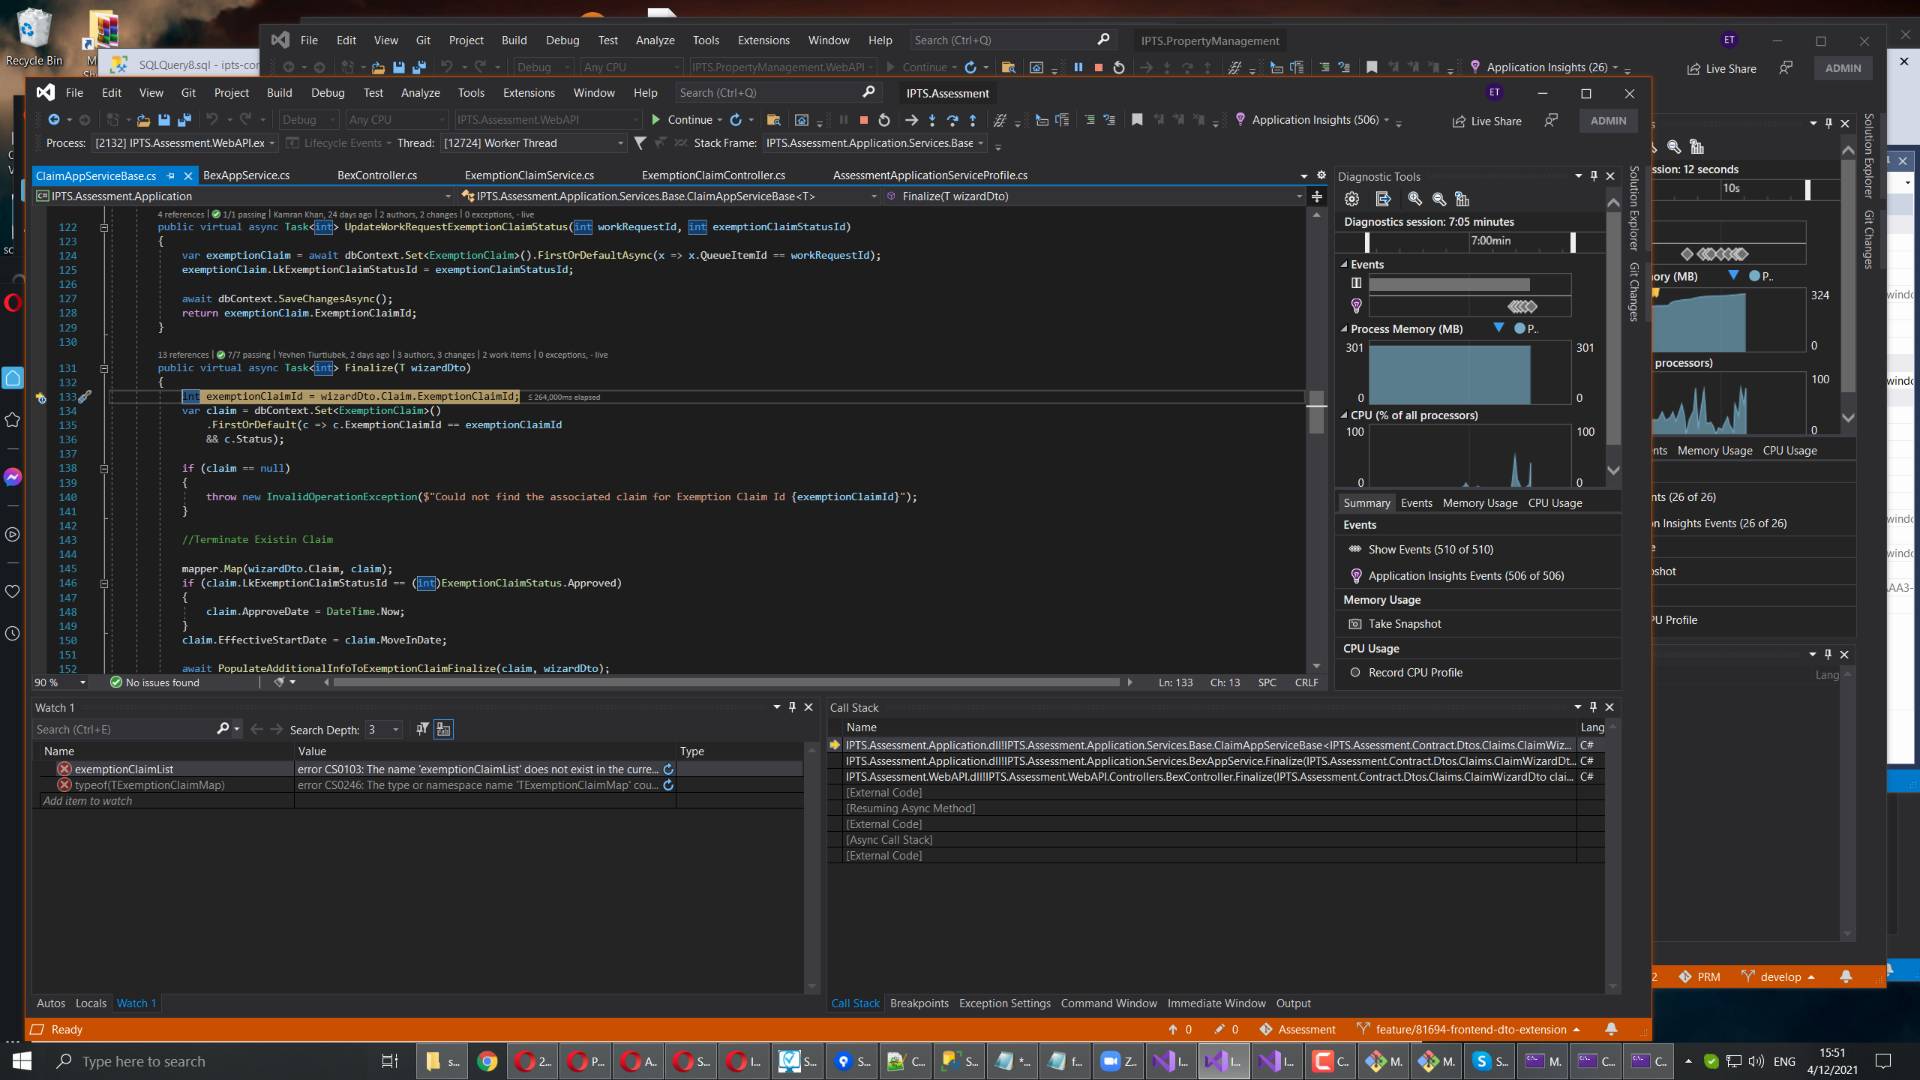 Recycle Bin
SQLQuery8.sql - ipts-cor
File Edit View Git Project Build Debug Test Analyze Tools Extensions Window Help Search (Ctrl+Q) IPTS.PropertyManagement ET
Debug Any CPU IPTS.PropertyManagement.WebAPI Continue Application Insights (26) Live Share ADMIN
File Edit View Git Project Build Debug Test Analyze Tools Extensions Window Help Search (Ctrl+Q) IPTS.Assessment ET
Debug Any CPU IPTS.Assessment.WebAPI Continue Application Insights (506) Live Share ADMIN
Process: [2132] IPTS.Assessment.WebAPI.ex Lifecycle Events Thread: [12724] Worker Thread Stack Frame: IPTS.Assessment.Application.Services.Base
ClaimAppServiceBase.cs BexAppService.cs BexController.cs ExemptionClaimService.cs ExemptionClaimController.cs AssessmentApplicationServiceProfile.cs
IPTS.Assessment.Application IPTS.Assessment.Application.Services.Base.ClaimAppServiceBase<T> Finalize(T wizardDto)
4 references | 1/1 passing | Kamran Khan, 24 days ago | 2 authors, 2 changes | 0 exceptions, - live
122 public virtual async Task<int> UpdateWorkRequestExemptionClaimStatus(int workRequestId, int exemptionClaimStatusId)
123 {
124 var exemptionClaim = await dbContext.Set<ExemptionClaim>().FirstOrDefaultAsync(x => x.QueueItemId == workRequestId);
125 exemptionClaim.LkExemptionClaimStatusId = exemptionClaimStatusId;
126
127 await dbContext.SaveChangesAsync();
128 return exemptionClaim.ExemptionClaimId;
129 }
130
13 references | 7/7 passing | Yevhen Tiurtiubek, 2 days ago | 3 authors, 3 changes | 2 work items | 0 exceptions, - live
131 public virtual async Task<int> Finalize(T wizardDto)
132 {
133 int exemptionClaimId = wizardDto.Claim.ExemptionClaimId; ≤ 264,000ms elapsed
134 var claim = dbContext.Set<ExemptionClaim>()
135 .FirstOrDefault(c => c.ExemptionClaimId == exemptionClaimId
136 && c.Status);
137
138 if (claim == null)
139 {
140 throw new InvalidOperationException($"Could not find the associated claim for Exemption Claim Id {exemptionClaimId}");
141 }
142
143 //Terminate Existin Claim
144
145 mapper.Map(wizardDto.Claim, claim);
146 if (claim.LkExemptionClaimStatusId == (int)ExemptionClaimStatus.Approved)
147 {
148 claim.ApproveDate = DateTime.Now;
149 }
150 claim.EffectiveStartDate = claim.MoveInDate;
151
152 await PopulateAdditionalInfoToExemptionClaimFinalize(claim, wizardDto);
90 % No issues found Ln: 133 Ch: 13 SPC CRLF
Diagnostic Tools
Diagnostics session: 7:05 minutes
7:00min
Events
Process Memory (MB) P..
301 301
0 0
CPU (% of all processors)
100 100
0 0
Summary Events Memory Usage CPU Usage
Events
Show Events (510 of 510)
Application Insights Events (506 of 506)
Memory Usage
Take Snapshot
CPU Usage
Record CPU Profile
Solution Explorer
Git Changes
ssion: 12 seconds
10s
ory (MB) P..
324
0
processors)
100
0
nts Memory Usage CPU Usage
nts (26 of 26)
n Insights Events (26 of 26)
e
pshot
PU Profile
Lang
Solution Explorer
Git Changes
AA3-
Watch 1
Search (Ctrl+E) Search Depth: 3
Name Value Type
exemptionClaimList error CS0103: The name 'exemptionClaimList' does not exist in the curre...
typeof(TExemptionClaimMap) error CS0246: The type or namespace name 'TExemptionClaimMap' cou...
Add item to watch
Autos Locals Watch 1
Call Stack
Name Lang
IPTS.Assessment.Application.dll!IPTS.Assessment.Application.Services.Base.ClaimAppServiceBase<IPTS.Assessment.Contract.Dtos.Claims.ClaimWiz... C#
IPTS.Assessment.Application.dll!IPTS.Assessment.Application.Services.BexAppService.Finalize(IPTS.Assessment.Contract.Dtos.Claims.ClaimWizardDt... C#
IPTS.Assessment.WebAPI.dll!IPTS.Assessment.WebAPI.Controllers.BexController.Finalize(IPTS.Assessment.Contract.Dtos.Claims.ClaimWizardDto clai... C#
[External Code]
[Resuming Async Method]
[External Code]
[Async Call Stack]
[External Code]
Call Stack Breakpoints Exception Settings Command Window Immediate Window Output
2 PRM develop
Ready 0 0 Assessment feature/81694-frontend-dto-extension
Type here to search s... 2... P... A... S... I... S... S... C... S... *... f... Z... I... I... I... C... M... M... S... M. C... C... ENG 15:51
4/12/2021